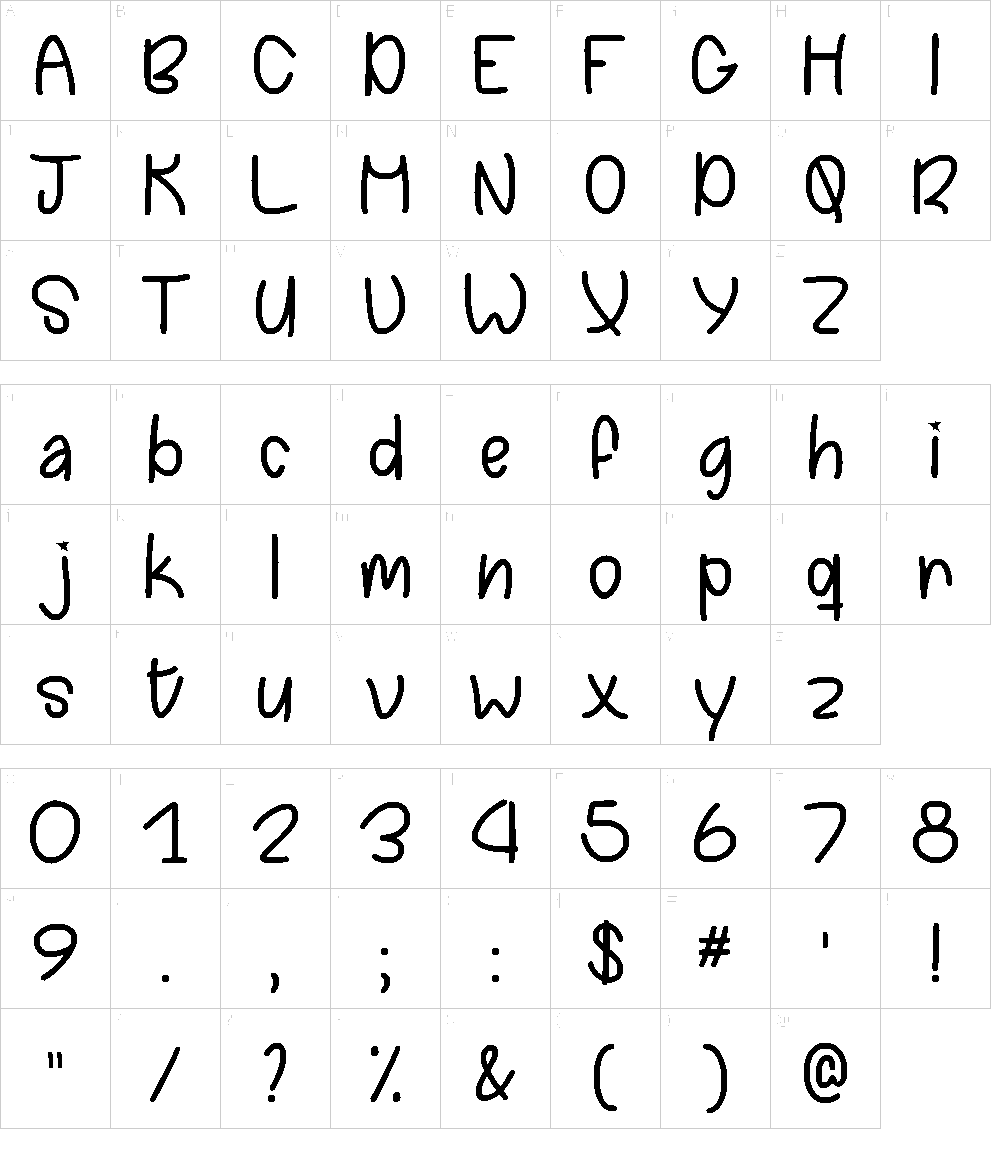 A B C D E F G H I
J K L M N O P Q R
S T U V W X Y Z
a b c d e f g h i
j k l m n o p q r
s t u v w x y z
0 1 2 3 4 5 6 7 8
9 . , ; : $ # ' !
" / ? % & ( ) @